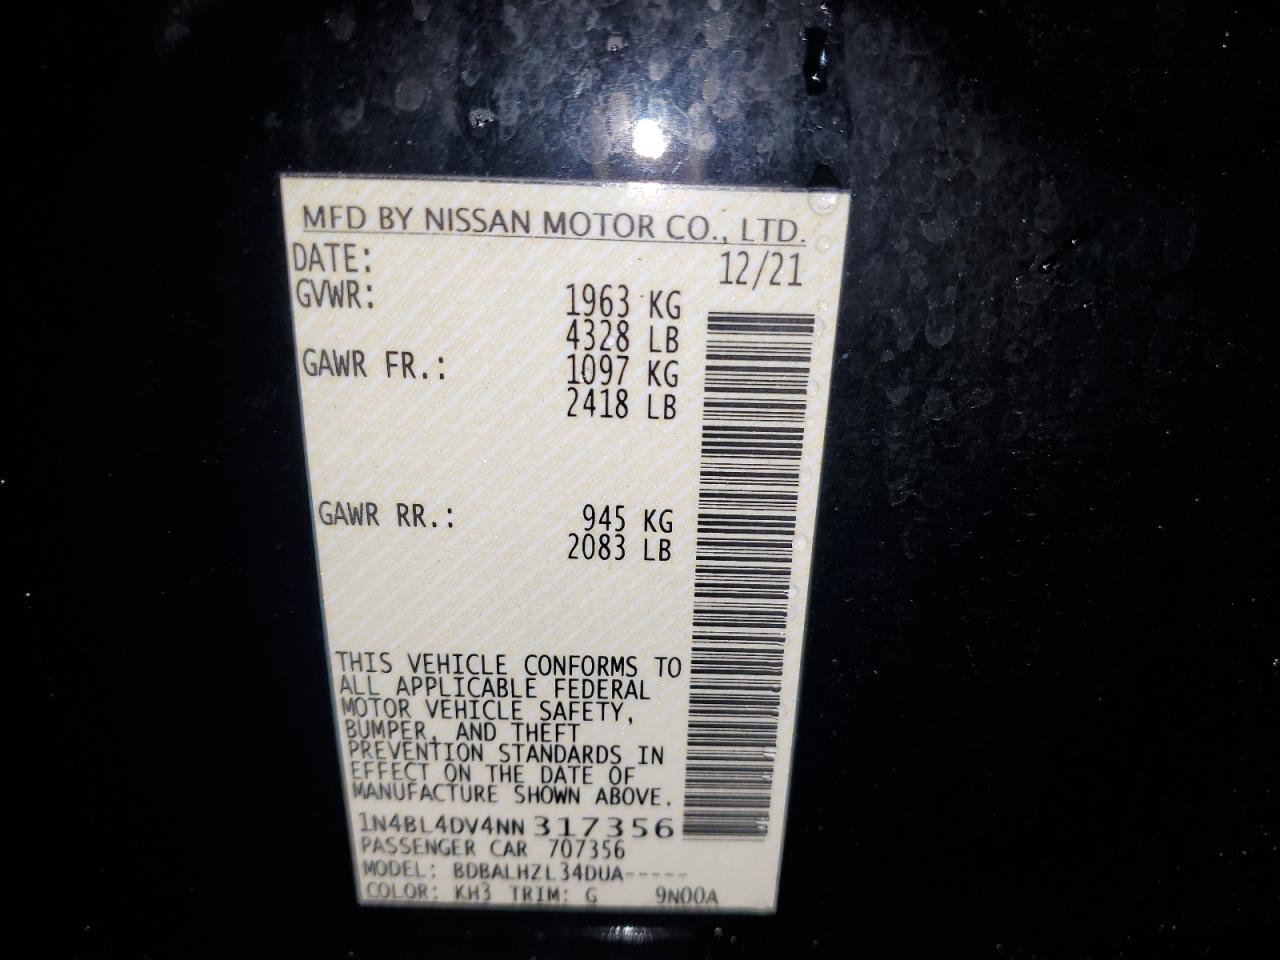 MFD BY NISSAN MOTOR CO., LTD.
DATE: 12/21
GVWR: 1963 KG
4328 LB
GAWR FR.: 1097 KG
2418 LB
GAWR RR.: 945 KG
2083 LB
THIS VEHICLE CONFORMS TO
ALL APPLICABLE FEDERAL
MOTOR VEHICLE SAFETY,
BUMPER, AND THEFT
PREVENTION STANDARDS IN
EFFECT ON THE DATE OF
MANUFACTURE SHOWN ABOVE.
1N4BL4DV4NN317356
PASSENGER CAR 707356
MODEL: BDBALHZL34DUA-----
COLOR: KH3 TRIM: G 9N00A